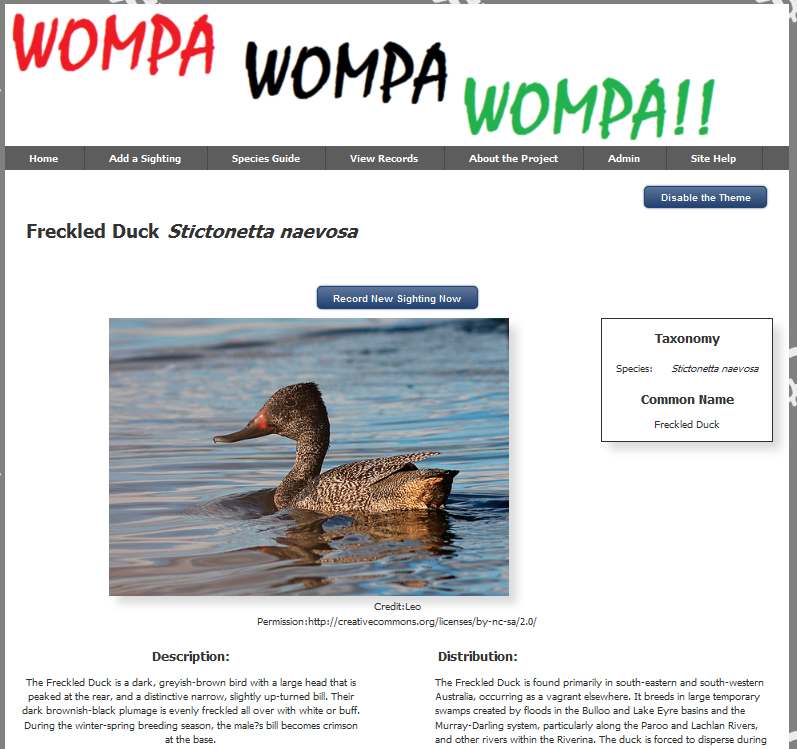 WOMPA
WOMPA
WOMPA!!
Home Add a Sighting Species Guide View Records About the Project Admin Site Help
Disable the Theme
Freckled Duck Stictonetta naevosa
Record New Sighting Now
Taxonomy
Species: Stictonetta naevosa
Common Name
Freckled Duck
Credit:Leo
Permission:http://creativecommons.org/licenses/by-nc-sa/2.0/
Description:
The Freckled Duck is a dark, greyish-brown bird with a large head that is
peaked at the rear, and a distinctive narrow, slightly up-turned bill. Their
dark brownish-black plumage is evenly freckled all over with white or buff.
During the winter-spring breeding season, the male?s bill becomes crimson
at the base.
Distribution:
The Freckled Duck is found primarily in south-eastern and south-western
Australia, occurring as a vagrant elsewhere. It breeds in large temporary
swamps created by floods in the Bulloo and Lake Eyre basins and the
Murray-Darling system, particularly along the Paroo and Lachlan Rivers,
and other rivers within the Riverina. The duck is forced to disperse during